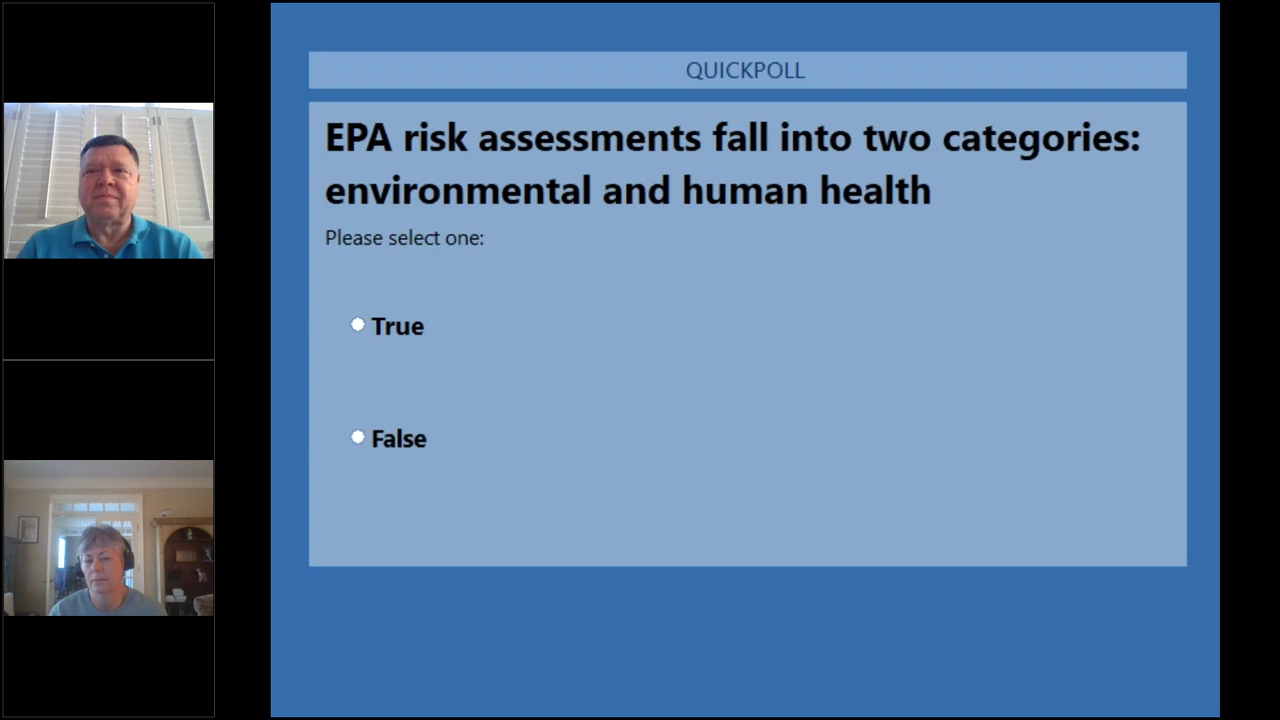 QUICKPOLL
EPA risk assessments fall into two categories:
environmental and human health
Please select one:
True
False